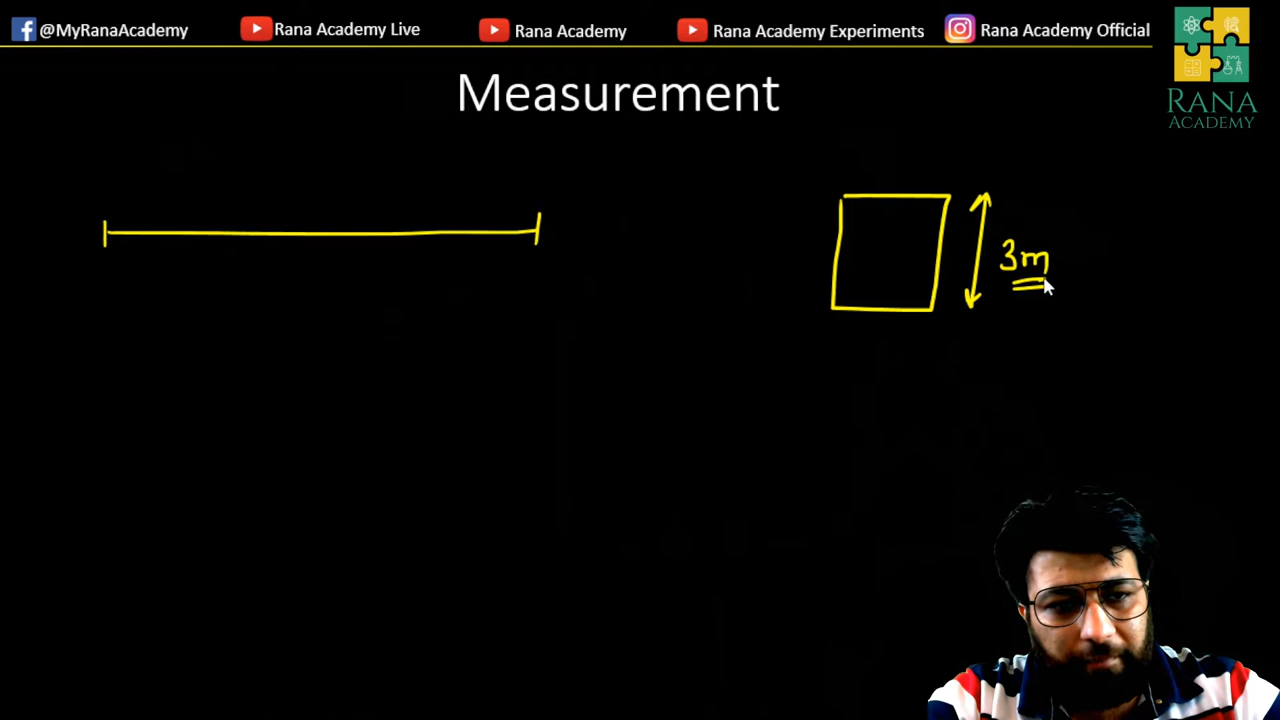 @MyRanaAcademy Rana Academy Live Rana Academy Rana Academy Experiments Rana Academy Official
RANA
ACADEMY
Measurement
3m